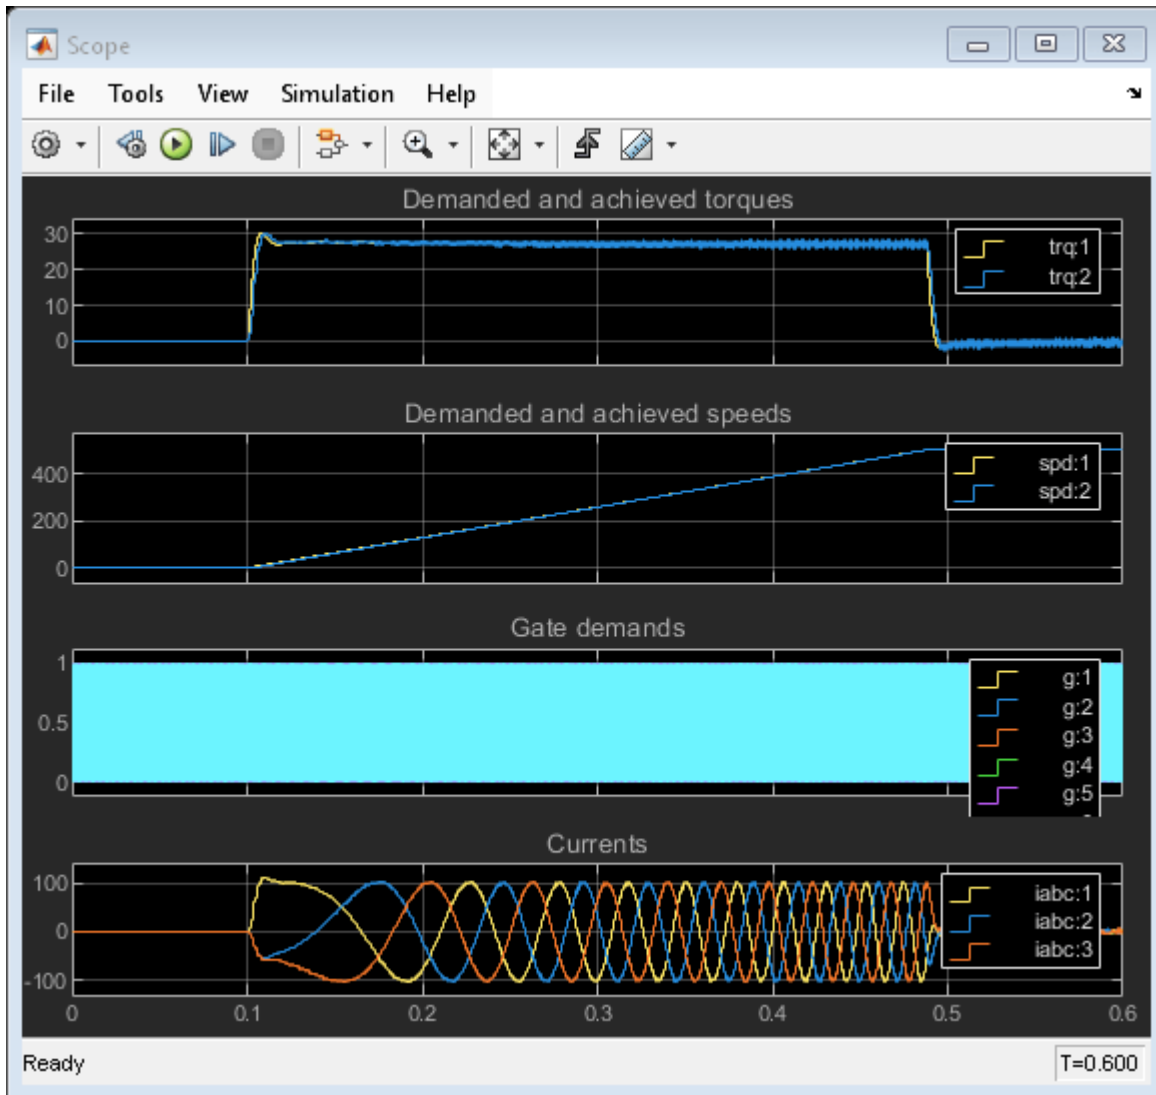 Scope
File Tools View Simulation Help
Demanded and achieved torques
30
20
10
0
trq:1
trq:2
Demanded and achieved speeds
400
200
0
spd:1
spd:2
Gate demands
1
0.5
0
g:1
g:2
g:3
g:4
g:5
Currents
100
0
-100
iabc:1
iabc:2
iabc:3
0 0.1 0.2 0.3 0.4 0.5 0.6
Ready T=0.600